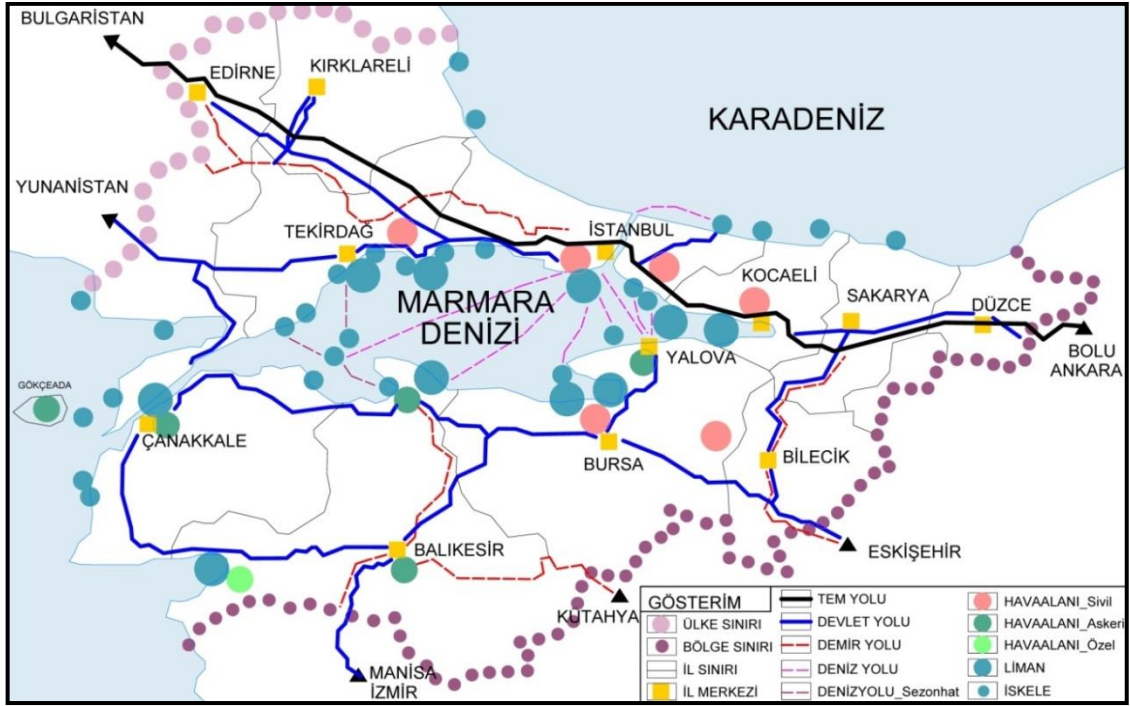 BULGARİSTAN
EDİRNE
KIRKLARELİ
KARADENİZ
YUNANİSTAN
TEKİRDAĞ
İSTANBUL
KOCAELİ
SAKARYA
DÜZCE
MARMARA
DENİZİ
YALOVA
BOLU
ANKARA
GÖKÇEADA
ÇANAKKALE
BURSA
BİLECİK
BALIKESİR
ESKİŞEHİR
KÜTAHYA
MANİSA
İZMİR
GÖSTERİM
ÜLKE SINIRI
BÖLGE SINIRI
İL SINIRI
İL MERKEZİ
TEM YOLU
DEVLET YOLU
DEMİR YOLU
DENİZ YOLU
DENİZYOLU_Sezonhat
HAVAALANI_Sivil
HAVAALANI_Askeri
HAVAALANI_Özel
LİMAN
İSKELE